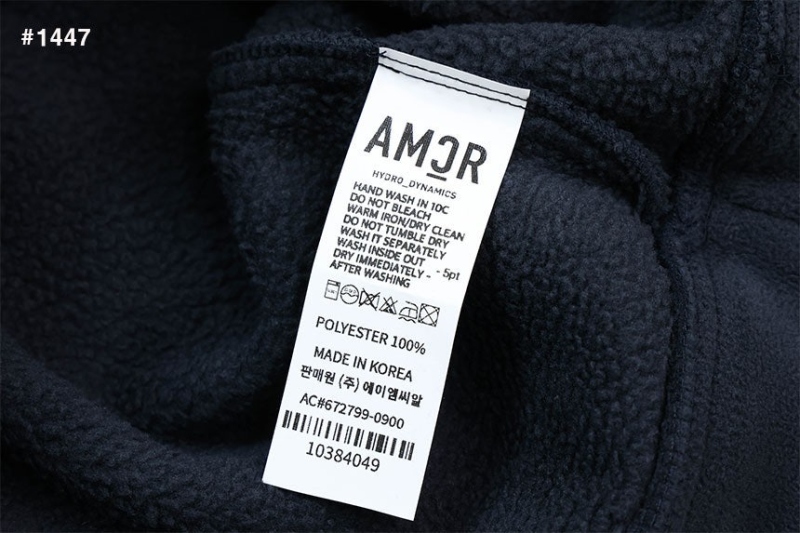 #1447
AMCR
HYDRO_DYNAMICS
HAND WASH IN 10C
DO NOT BLEACH
WARM IRON/DRY CLEAN
DO NOT TUMBLE DRY
WASH IT SEPARATELY
WASH INSIDE OUT
DRY IMMEDIATELY - - 5pt
AFTER WASHING
POLYESTER 100%
MADE IN KOREA
판매원 (주) 에이엠씨알
AC#672799-0900
10384049